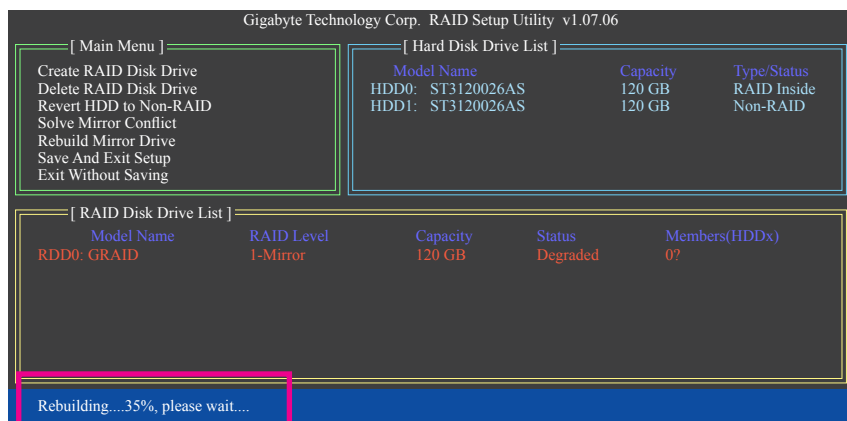 Gigabyte Technology Corp. RAID Setup Utility v1.07.06
[ Main Menu ]
Create RAID Disk Drive
Delete RAID Disk Drive
Revert HDD to Non-RAID
Solve Mirror Conflict
Rebuild Mirror Drive
Save And Exit Setup
Exit Without Saving
[ Hard Disk Drive List ]
Model Name Capacity Type/Status
HDD0: ST3120026AS 120 GB RAID Inside
HDD1: ST3120026AS 120 GB Non-RAID
[ RAID Disk Drive List ]
Model Name RAID Level Capacity Status Members(HDDx)
RDD0: GRAID 1-Mirror 120 GB Degraded 0?
Rebuilding....35%, please wait....